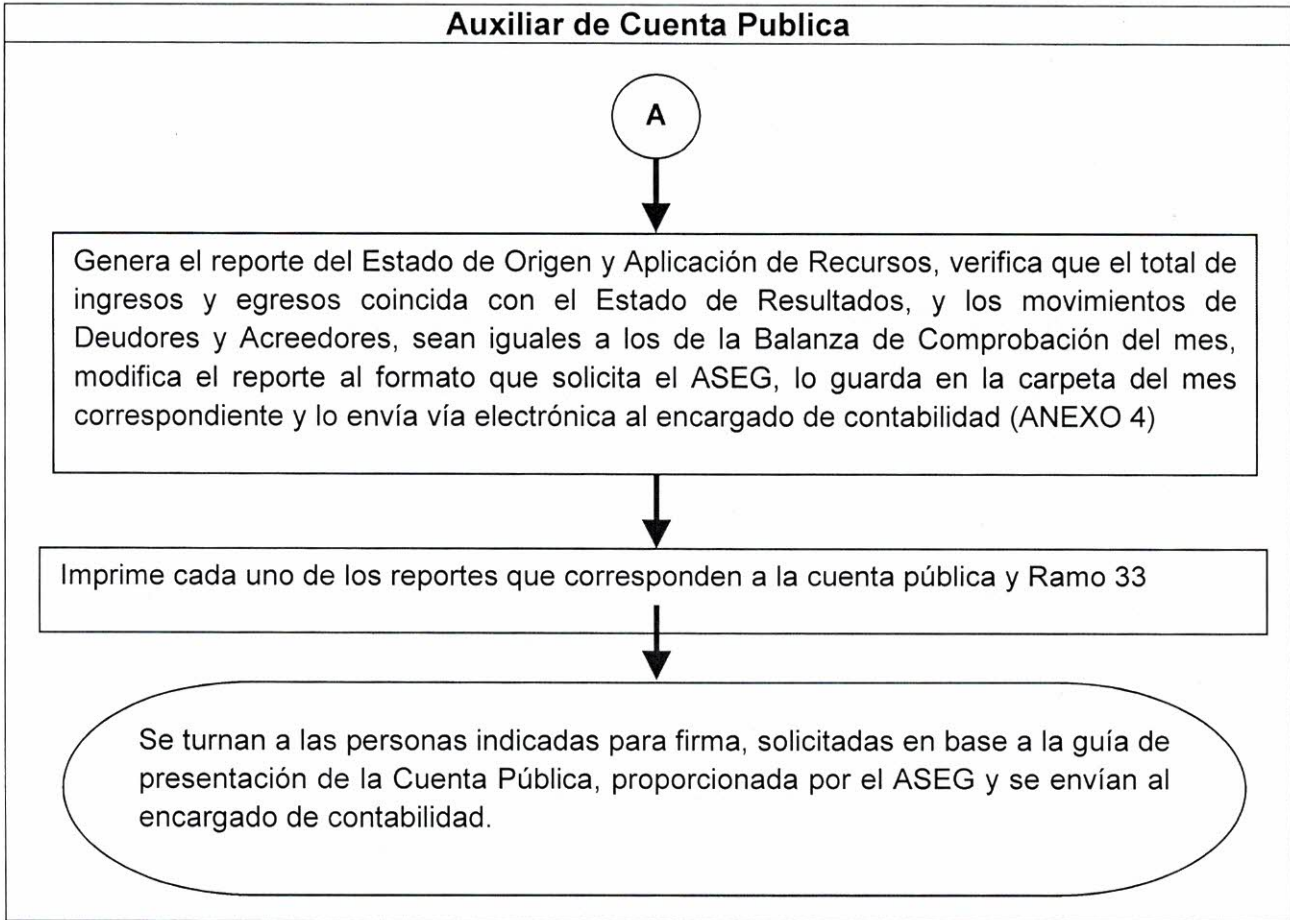 Auxiliar de Cuenta Publica
A
Genera el reporte del Estado de Origen y Aplicación de Recursos, verifica que el total de
ingresos y egresos coincida con el Estado de Resultados, y los movimientos de
Deudores y Acreedores, sean iguales a los de la Balanza de Comprobación del mes,
modifica el reporte al formato que solicita el ASEG, lo guarda en la carpeta del mes
correspondiente y lo envía vía electrónica al encargado de contabilidad (ANEXO 4)
Imprime cada uno de los reportes que corresponden a la cuenta pública y Ramo 33
Se turnan a las personas indicadas para firma, solicitadas en base a la guía de
presentación de la Cuenta Pública, proporcionada por el ASEG y se envían al
encargado de contabilidad.